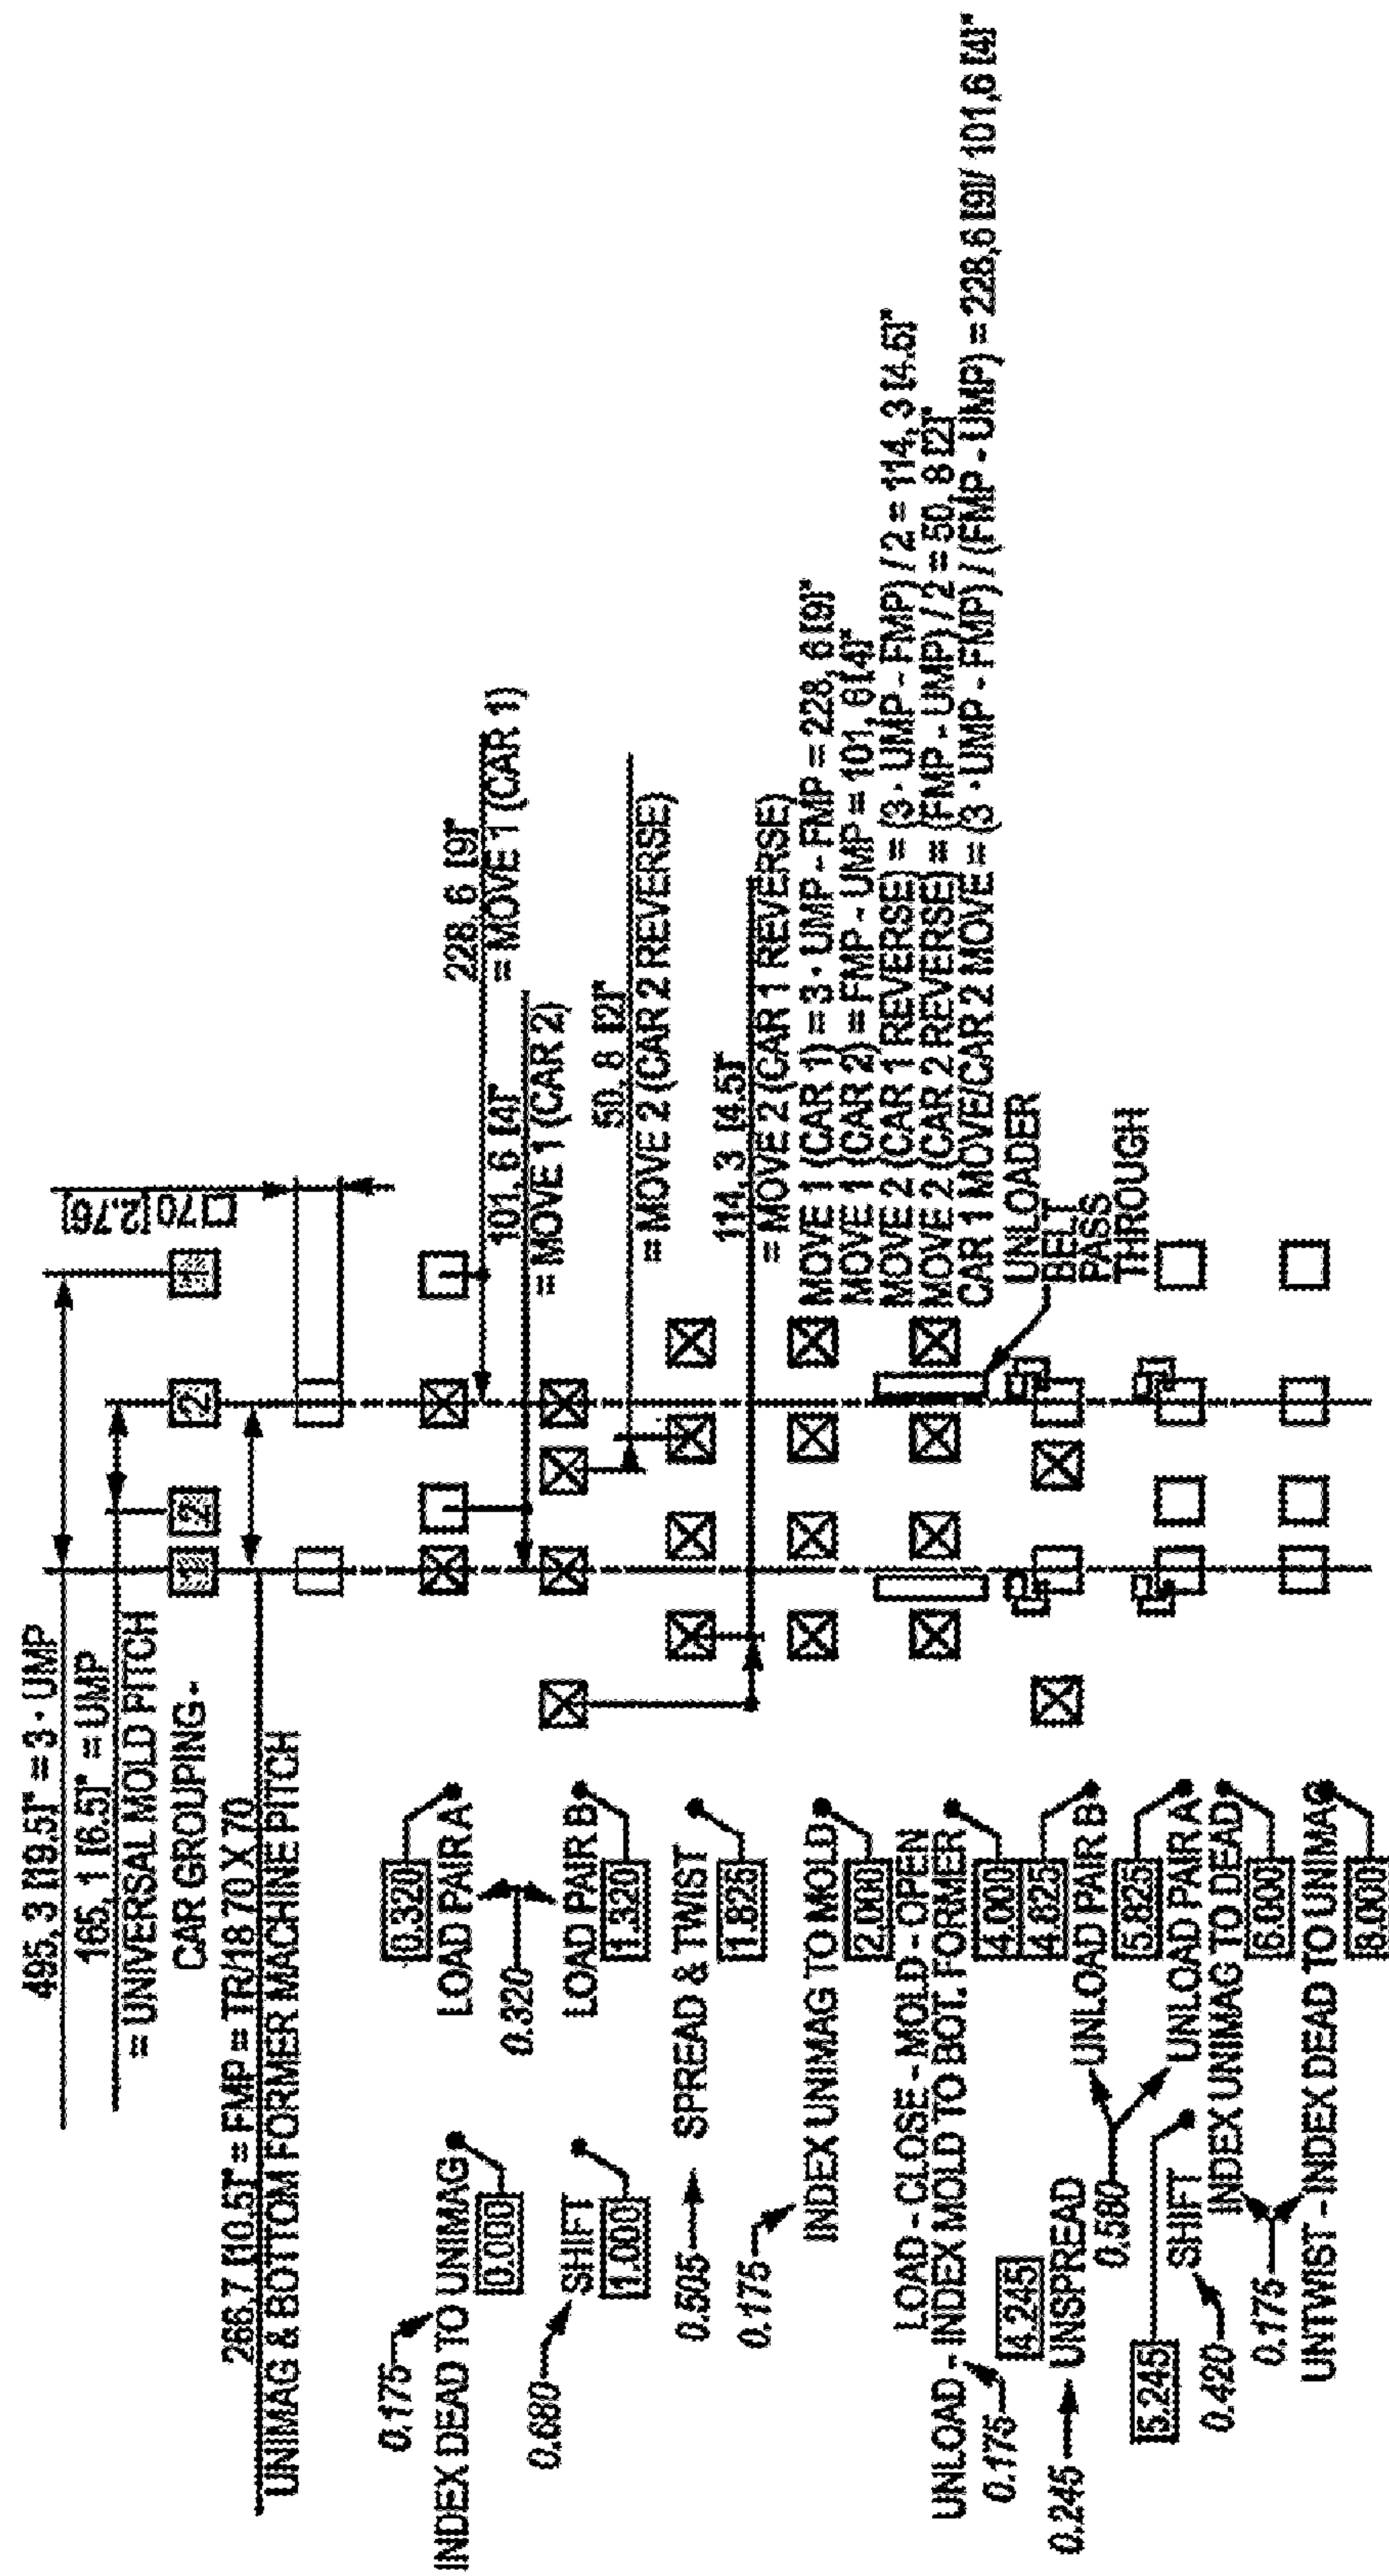 495, 3 [19.5]" = 3 · UMP
165, 1 [6.5]" = UMP
= UNIVERSAL MOLD PITCH
CAR GROUPING -
266.7 [10.5]" = FMP = TR/18 70 X 70
UNIMAG & BOTTOM FORMER MACHINE PITCH
1 2 2 1
□70 [2.76]
0.175
INDEX DEAD TO UNIMAG
0.000
0.320
LOAD PAIR A
0.320
0.680
SHIFT
1.000
LOAD PAIR B
1.320
0.505
SPREAD & TWIST
1.825
0.175
INDEX UNIMAG TO MOLD
2.000
LOAD - CLOSE - MOLD - OPEN
UNLOAD - INDEX MOLD TO BOT. FORMER
0.175
4.000
4.245
0.245
UNSPREAD
4.825
UNLOAD PAIR B
0.580
5.245
SHIFT
0.420
5.825
UNLOAD PAIR A
INDEX UNIMAG TO DEAD
6.000
0.175
UNTWIST - INDEX DEAD TO UNIMAG
8.000
228, 6 [9]"
= MOVE 1 (CAR 1)
101, 6 [4]"
= MOVE 1 (CAR 2)
50, 8 [2]"
= MOVE 2 (CAR 2 REVERSE)
114, 3 [4.5]"
= MOVE 2 (CAR 1 REVERSE)
MOVE 1 (CAR 1) = 3 · UMP - FMP = 228, 6 [9]"
MOVE 1 (CAR 2) = FMP - UMP = 101, 6 [4]"
MOVE 2 (CAR 1 REVERSE) = (3 · UMP - FMP) / 2 = 114, 3 [4.5]"
MOVE 2 (CAR 2 REVERSE) = (FMP - UMP) / 2 = 50, 8 [2]"
CAR 1 MOVE/CAR 2 MOVE = (3 · UMP - FMP) / (FMP - UMP) = 228,6 [9]/ 101,6 [4]"
UNLOADER
BELT
PASS
THROUGH